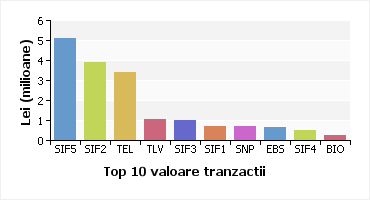 Lei (milioane)
6
5
4
3
2
1
0
SIF5 SIF2 TEL TLV SIF3 SIF1 SNP EBS SIF4 BIO
Top 10 valoare tranzactii